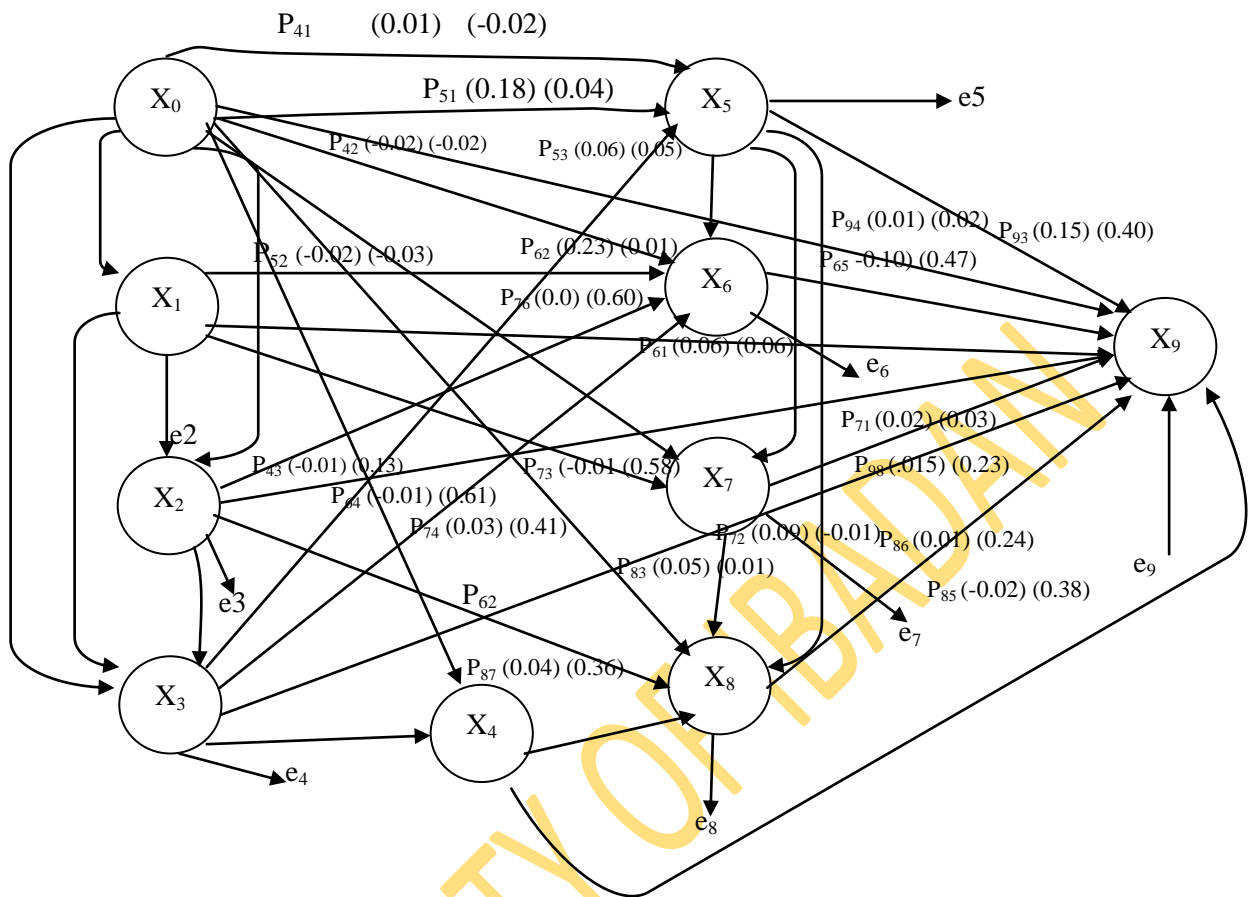 P₄₁ (0.01) (-0.02)
X₀
P₅₁ (0.18) (0.04)
X₅
e5
P₄₂ (-0.02) (-0.02)
P₅₃ (0.06) (0.05)
P₉₄ (0.01) (0.02)
P₉₃ (0.15) (0.40)
P₅₂ (-0.02) (-0.03)
P₆₂ (0.23) (0.01)
P₆₅ -0.10) (0.47)
X₁
P₇₆ (0.0) (0.60)
X₆
P₆₁ (0.06) (0.06)
X₉
e₆
e2
P₇₁ (0.02) (0.03)
P₄₃ (-0.01) (0.13)
P₇₃ (-0.01 (0.58)
P₉₈ (.015) (0.23)
X₂
P₆₄ (-0.01) (0.61)
X₇
P₇₄ (0.03) (0.41)
P₇₂ (0.09) (-0.01)
P₈₆ (0.01) (0.24)
P₈₃ (0.05) (0.01)
e₉
e3
P₆₂
P₈₅ (-0.02) (0.38)
e₇
X₃
P₈₇ (0.04) (0.36)
X₄
X₈
e₄
e₈
TY OF IBADAN